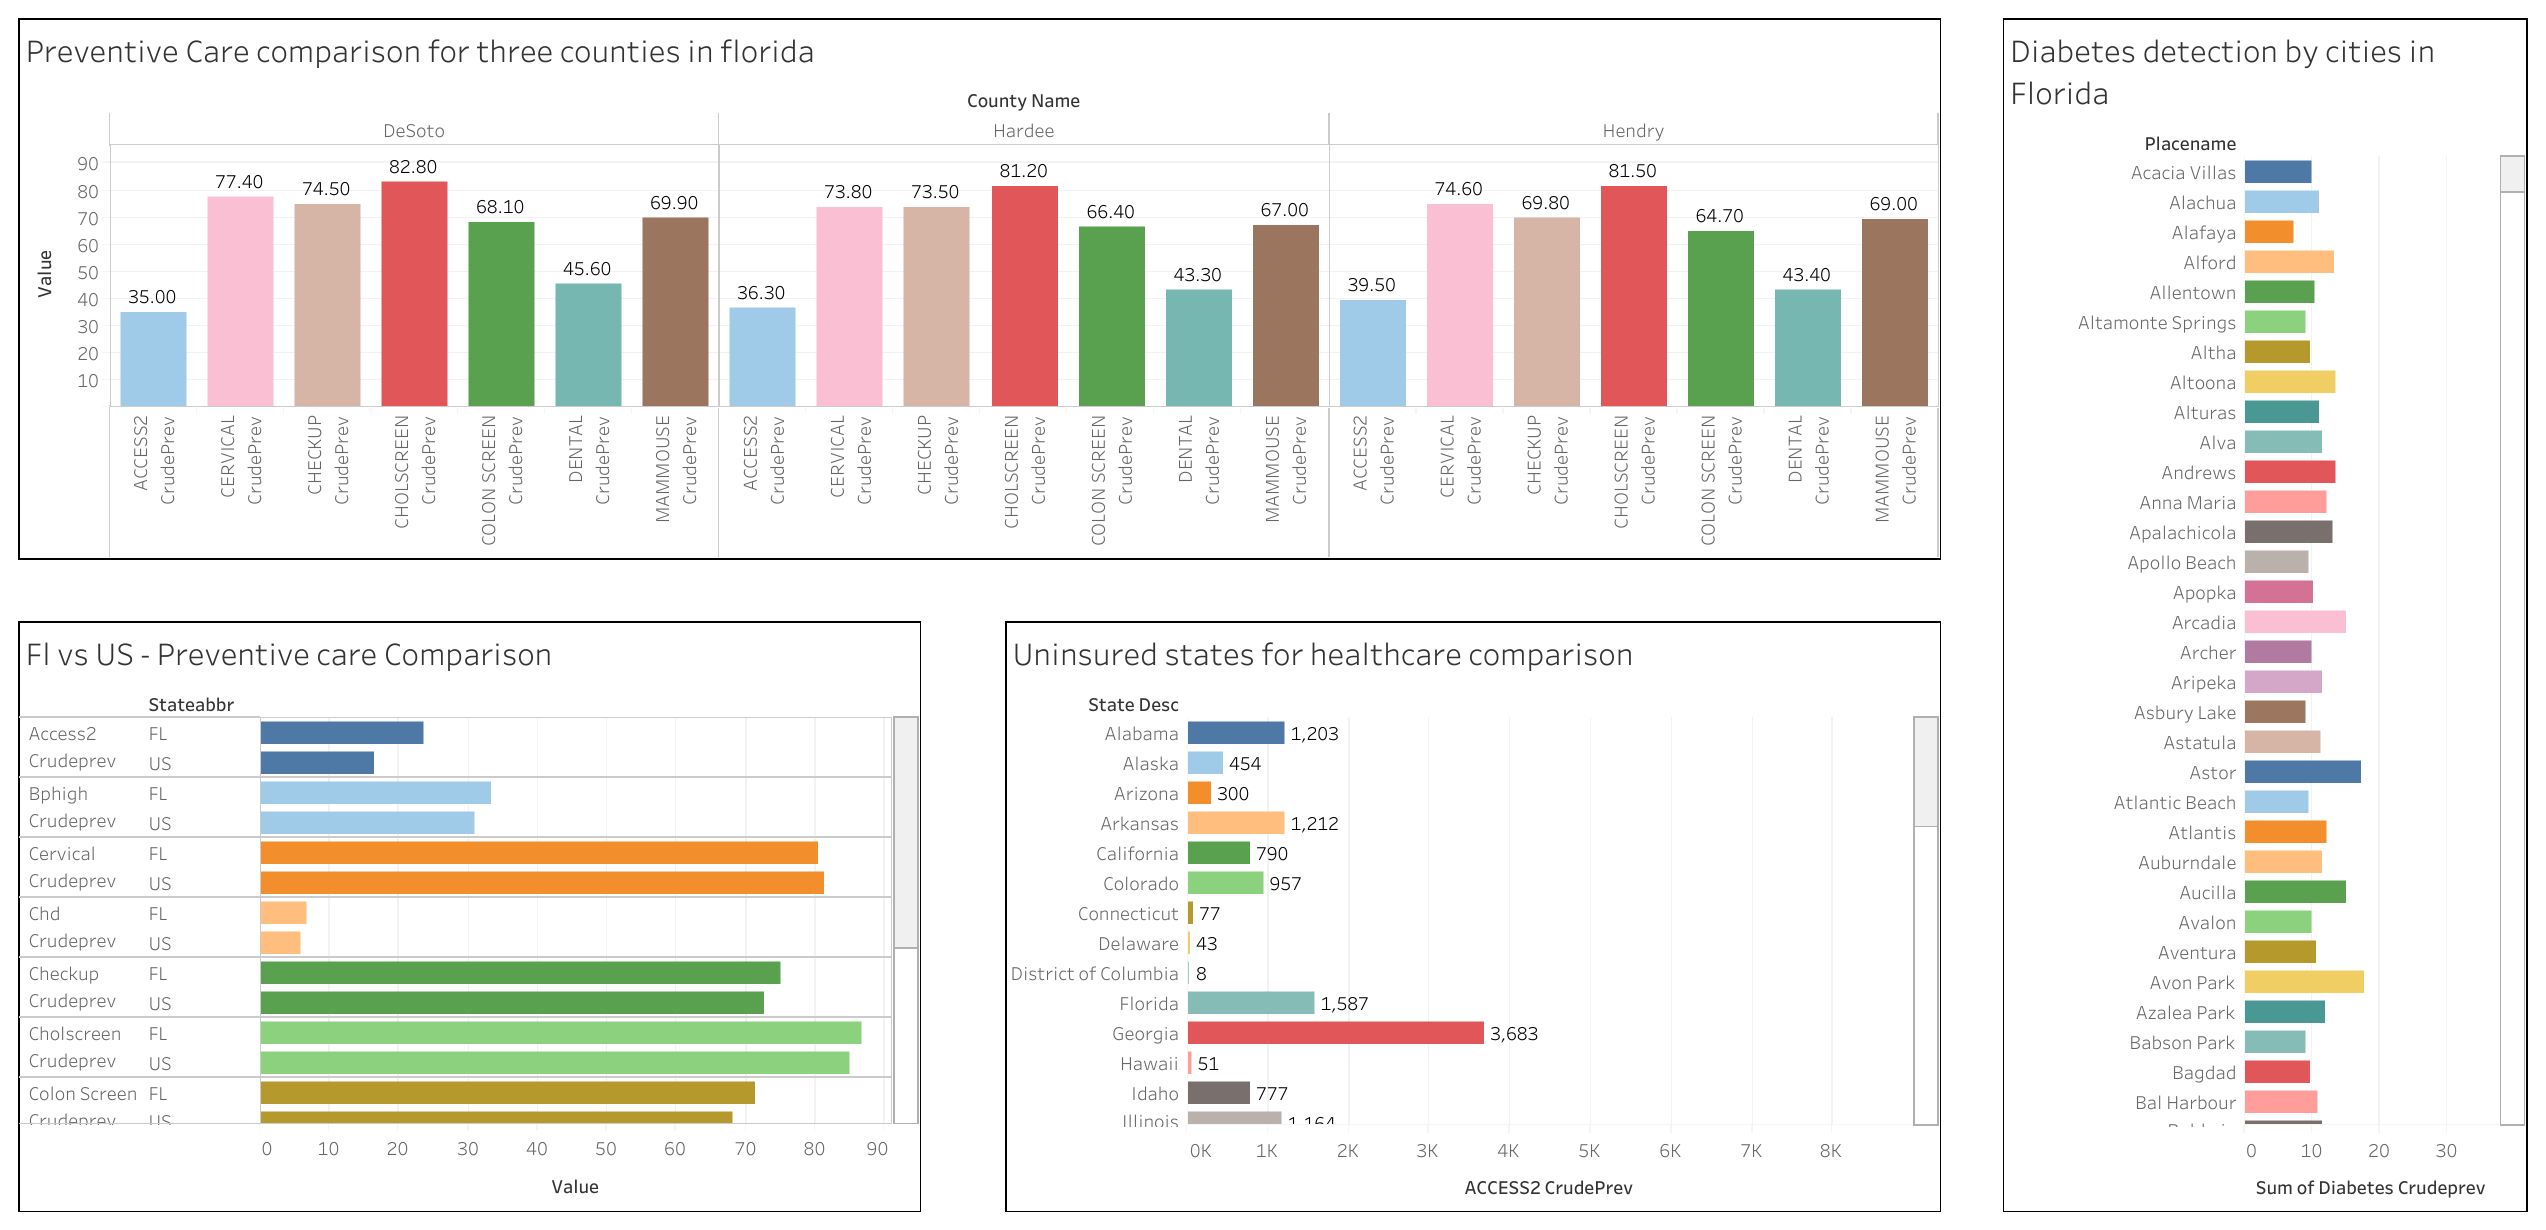 Preventive Care comparison for three counties in florida
County Name
DeSoto Hardee Hendry
Value
90
80
70
60
50
40
30
20
10
35.00 77.40 74.50 82.80 68.10 45.60 69.90
36.30 73.80 73.50 81.20 66.40 43.30 67.00
39.50 74.60 69.80 81.50 64.70 43.40 69.00
ACCESS2 CrudePrev
CERVICAL CrudePrev
CHECKUP CrudePrev
CHOLSCREEN CrudePrev
COLON SCREEN CrudePrev
DENTAL CrudePrev
MAMMOUSE CrudePrev
ACCESS2 CrudePrev
CERVICAL CrudePrev
CHECKUP CrudePrev
CHOLSCREEN CrudePrev
COLON SCREEN CrudePrev
DENTAL CrudePrev
MAMMOUSE CrudePrev
ACCESS2 CrudePrev
CERVICAL CrudePrev
CHECKUP CrudePrev
CHOLSCREEN CrudePrev
COLON SCREEN CrudePrev
DENTAL CrudePrev
MAMMOUSE CrudePrev
Fl vs US - Preventive care Comparison
Stateabbr
Access2 FL
Crudeprev US
Bphigh FL
Crudeprev US
Cervical FL
Crudeprev US
Chd FL
Crudeprev US
Checkup FL
Crudeprev US
Cholscreen FL
Crudeprev US
Colon Screen FL
Crudeprev US
0 10 20 30 40 50 60 70 80 90
Value
Uninsured states for healthcare comparison
State Desc
Alabama 1,203
Alaska 454
Arizona 300
Arkansas 1,212
California 790
Colorado 957
Connecticut 77
Delaware 43
District of Columbia 8
Florida 1,587
Georgia 3,683
Hawaii 51
Idaho 777
Illinois 1,164
0K 1K 2K 3K 4K 5K 6K 7K 8K
ACCESS2 CrudePrev
Diabetes detection by cities in
Florida
Placename
Acacia Villas
Alachua
Alafaya
Alford
Allentown
Altamonte Springs
Altha
Altoona
Alturas
Alva
Andrews
Anna Maria
Apalachicola
Apollo Beach
Apopka
Arcadia
Archer
Aripeka
Asbury Lake
Astatula
Astor
Atlantic Beach
Atlantis
Auburndale
Aucilla
Avalon
Aventura
Avon Park
Azalea Park
Babson Park
Bagdad
Bal Harbour
0 10 20 30
Sum of Diabetes Crudeprev